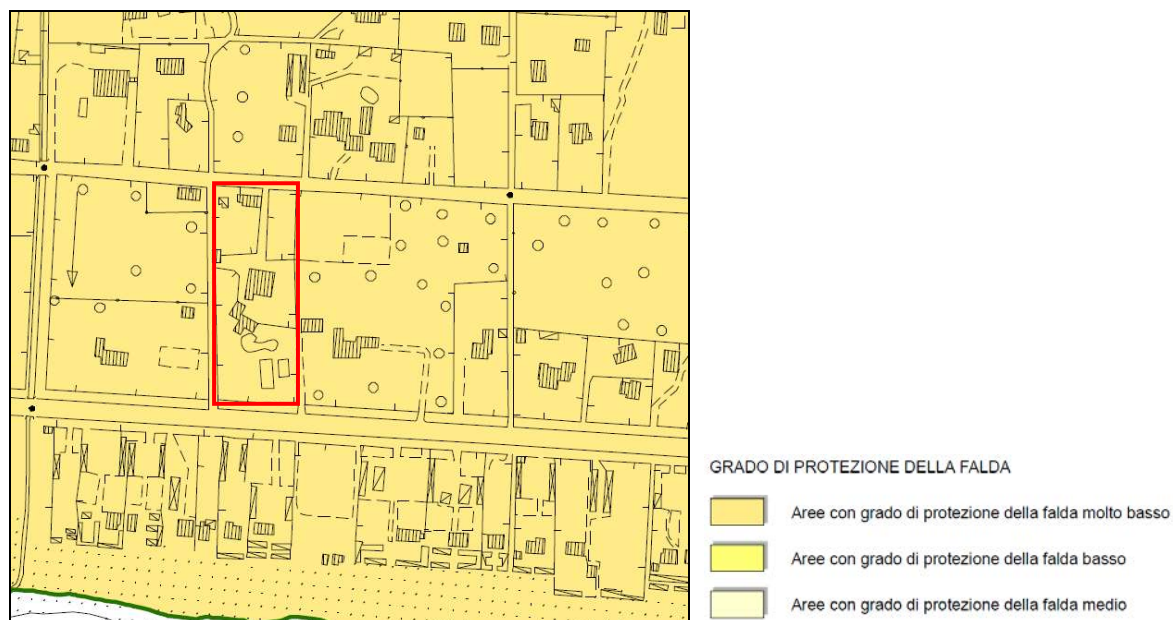 GRADO DI PROTEZIONE DELLA FALDA
Aree con grado di protezione della falda molto basso
Aree con grado di protezione della falda basso
Aree con grado di protezione della falda medio